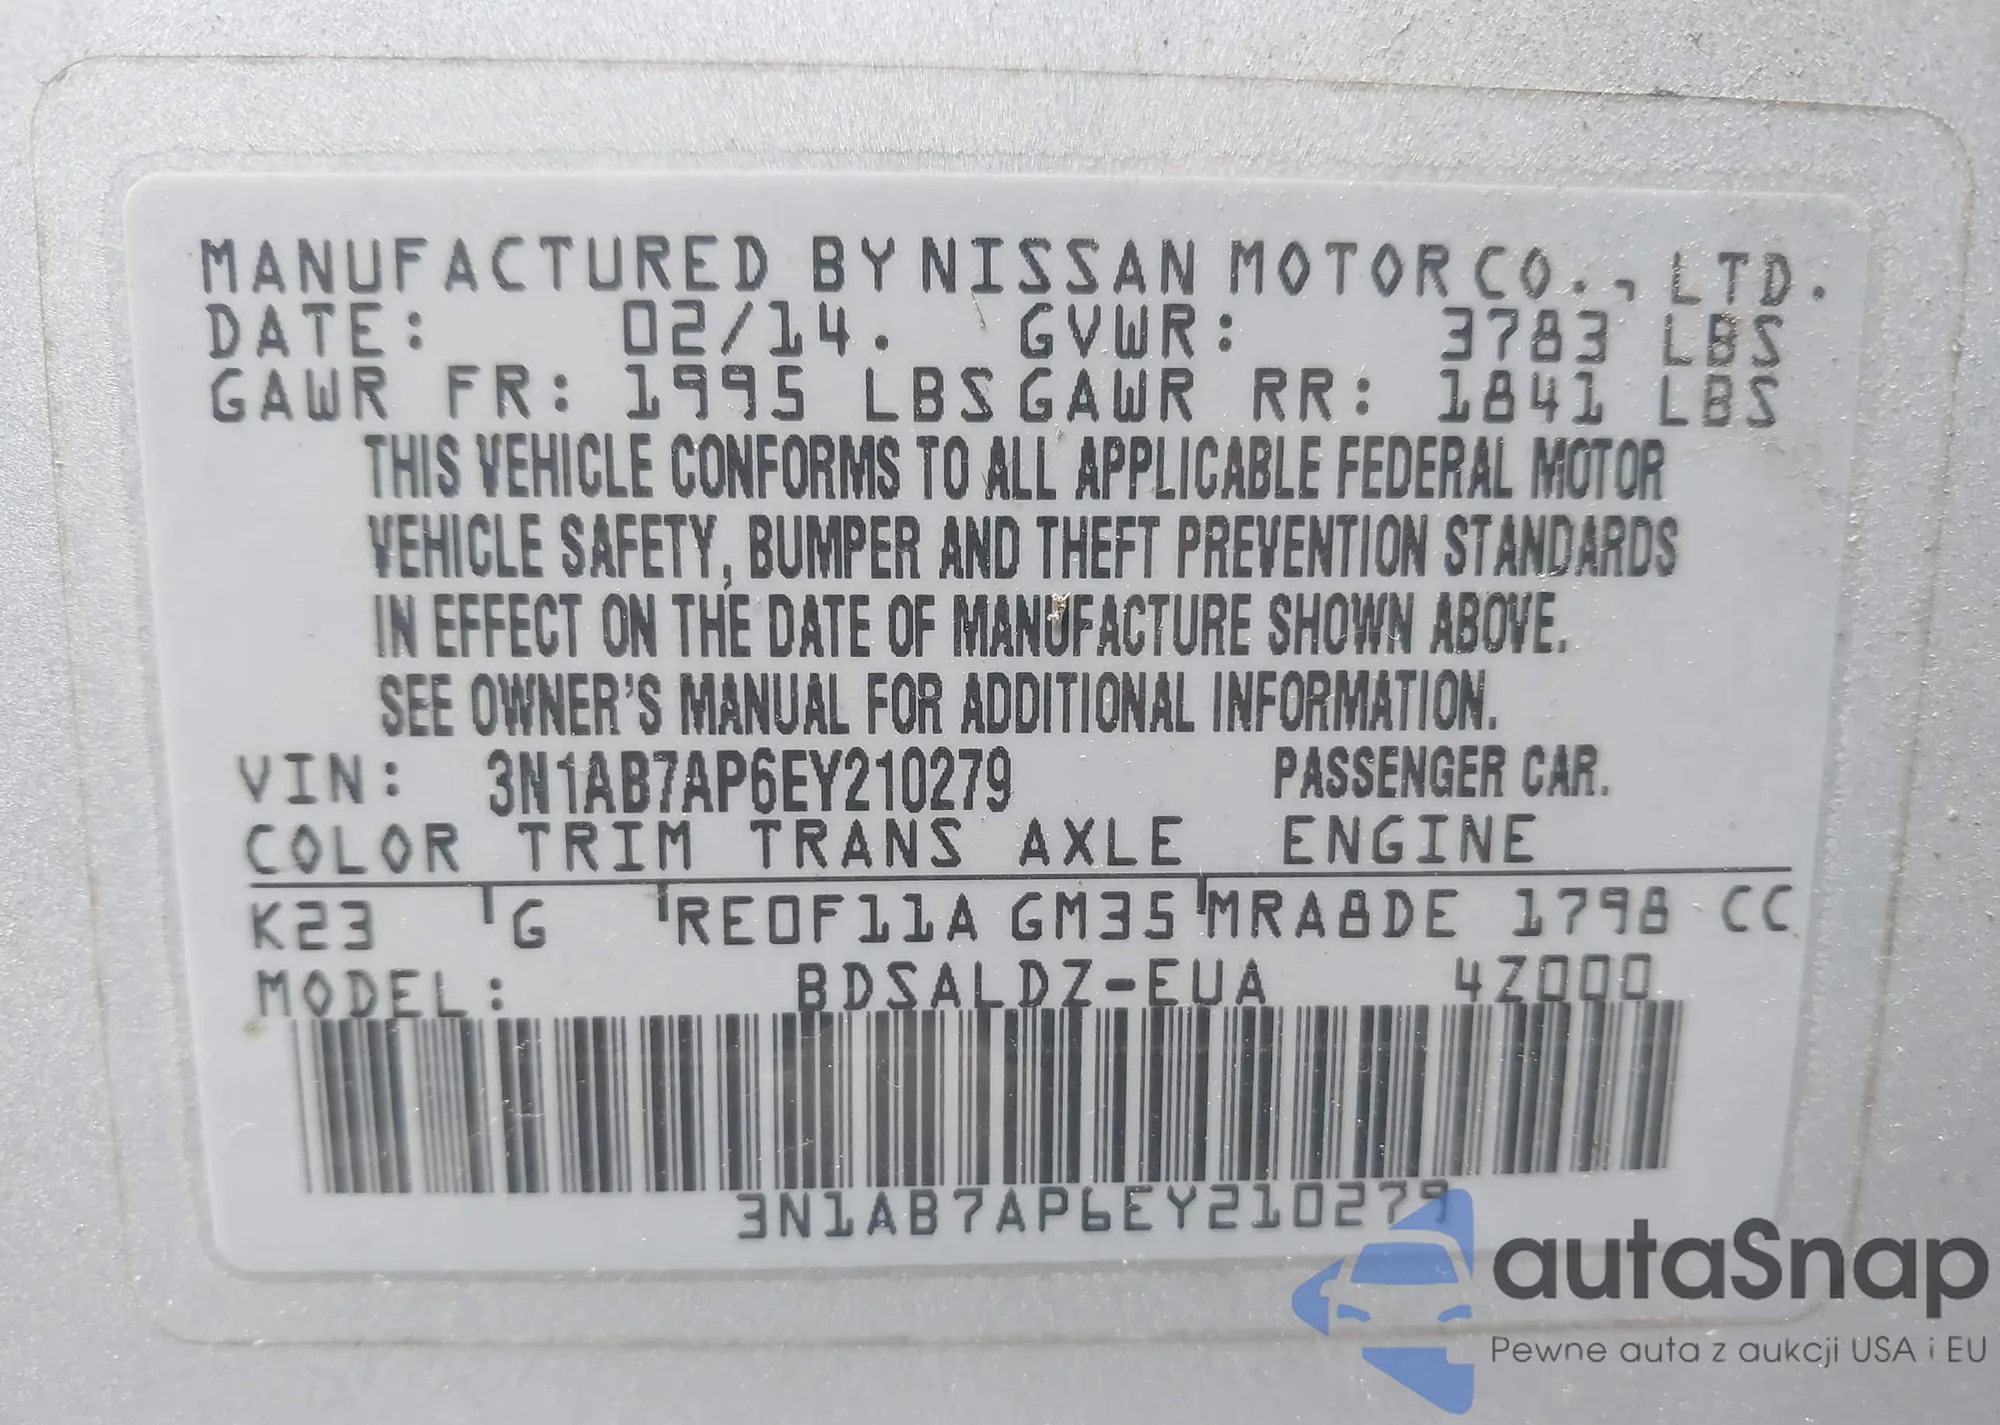 MANUFACTURED BY NISSAN MOTOR CO., LTD.
DATE: 02/14. GVWR: 3783 LBS
GAWR FR: 1995 LBS GAWR RR: 1841 LBS
THIS VEHICLE CONFORMS TO ALL APPLICABLE FEDERAL MOTOR
VEHICLE SAFETY, BUMPER AND THEFT PREVENTION STANDARDS
IN EFFECT ON THE DATE OF MANUFACTURE SHOWN ABOVE.
SEE OWNER'S MANUAL FOR ADDITIONAL INFORMATION.
VIN: 3N1AB7AP6EY210279 PASSENGER CAR.
COLOR TRIM TRANS AXLE ENGINE
K23 G RE0F11A GM35 MRA8DE 1798 CC
MODEL: BDSALDZ-EUA 4Z000
3N1AB7AP6EY210279
autaSnap
Pewne auta z aukcji USA i EU